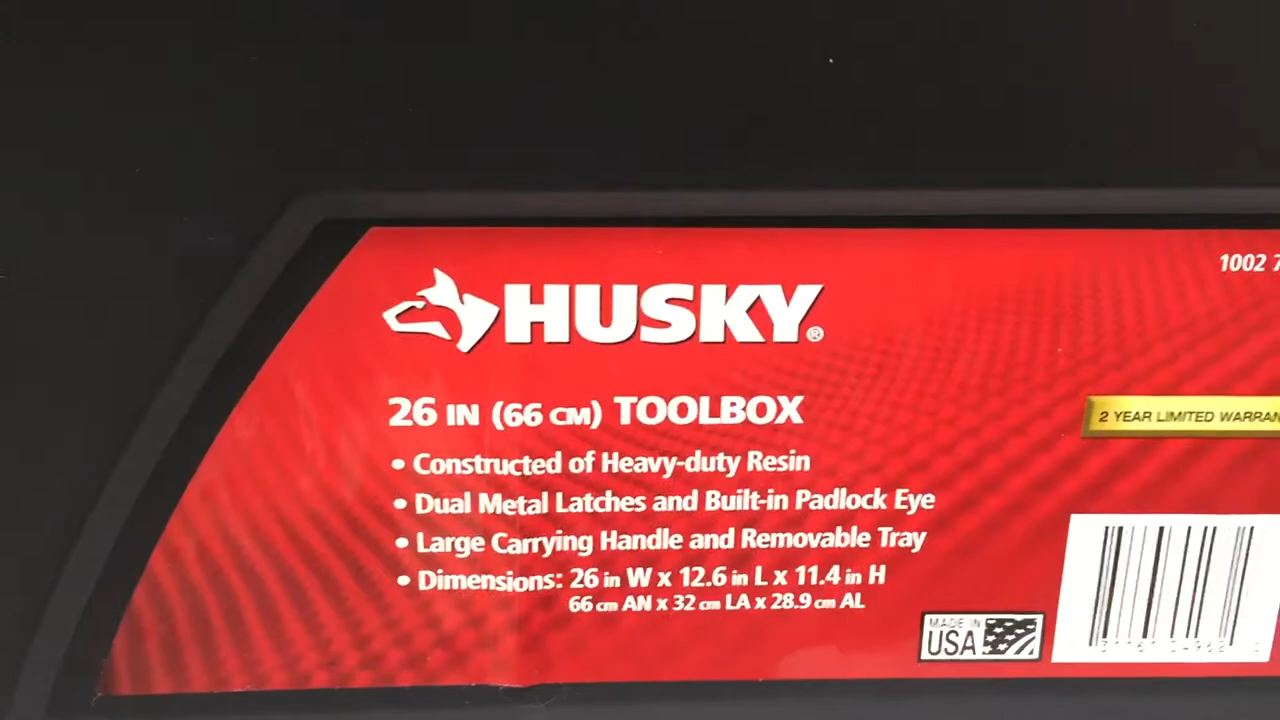 1002 7
HUSKY®
26 IN (66 CM) TOOLBOX
2 YEAR LIMITED WARRAN
• Constructed of Heavy-duty Resin
• Dual Metal Latches and Built-in Padlock Eye
• Large Carrying Handle and Removable Tray
• Dimensions: 26 in W x 12.6 in L x 11.4 in H
66 cm AN x 32 cm LA x 28.9 cm AL
MADE IN
USA